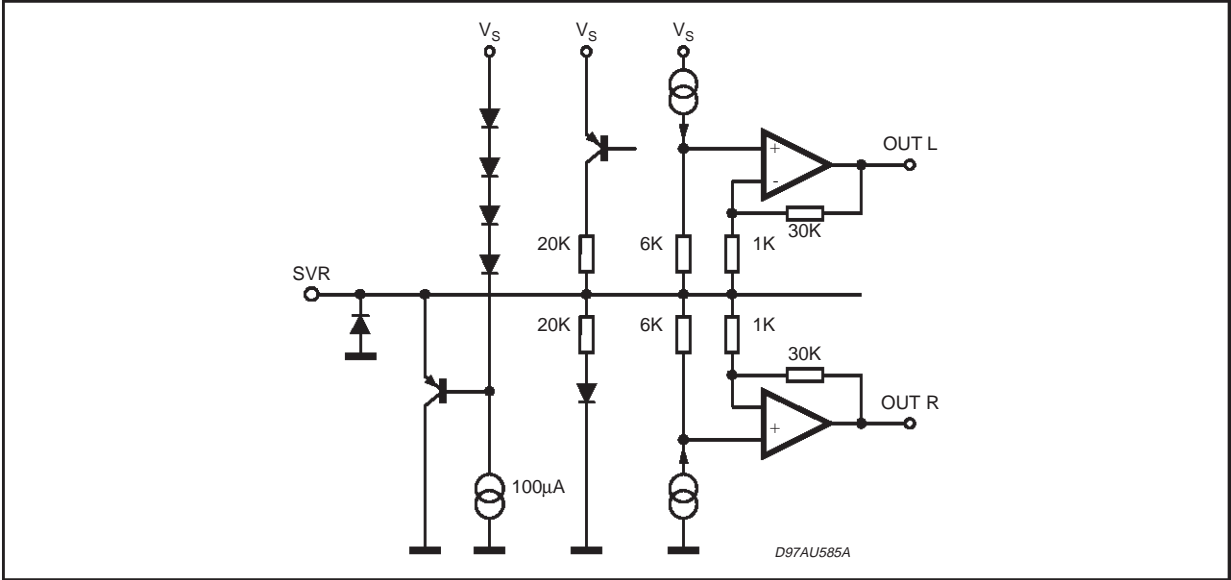 VS VS VS
+ OUT L
-
30K
20K 6K 1K
SVR
20K 6K 1K
30K
OUT R
+
100μA
D97AU585A